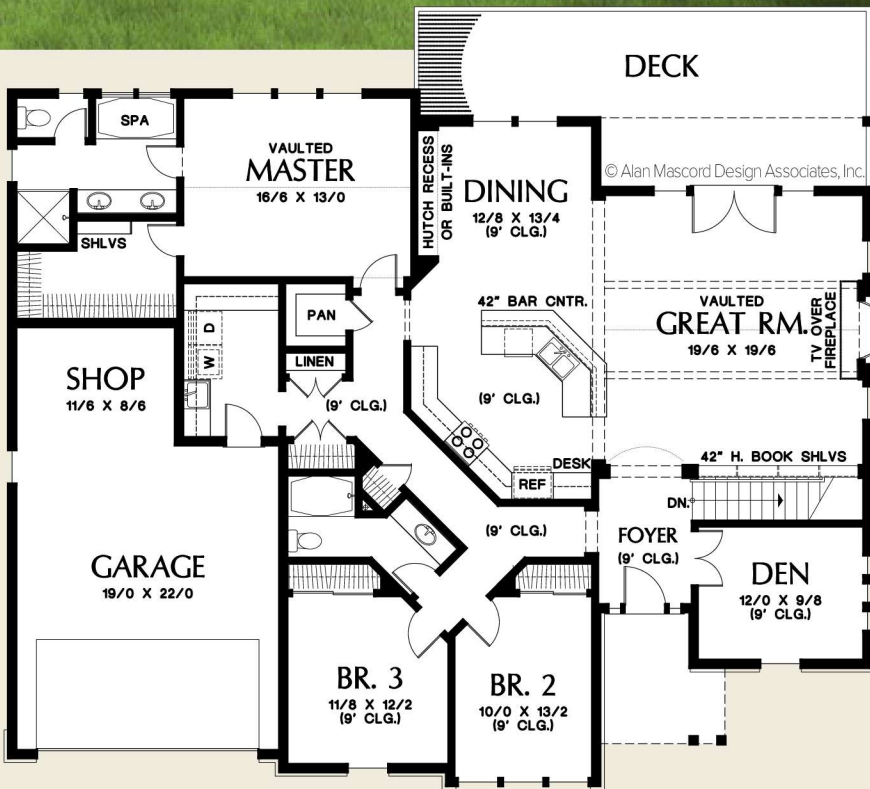 DECK
© Alan Mascord Design Associates, Inc.
SPA
VAULTED
MASTER
16/6 X 13/0
HUTCH RECESS
OR BUILT-INS
DINING
12/8 X 13/4
(9' CLG.)
SHLVS
PAN
42" BAR CNTR.
VAULTED
GREAT RM.
19/6 X 19/6
TV OVER
FIREPLACE
D
W
LINEN
SHOP
11/6 X 8/6
(9' CLG.)
(9' CLG.)
42" H. BOOK SHLVS
DESK
REF
DN.
(9' CLG.)
FOYER
(9' CLG.)
GARAGE
19/0 X 22/0
DEN
12/0 X 9/8
(9' CLG.)
BR. 3
11/8 X 12/2
(9' CLG.)
BR. 2
10/0 X 13/2
(9' CLG.)